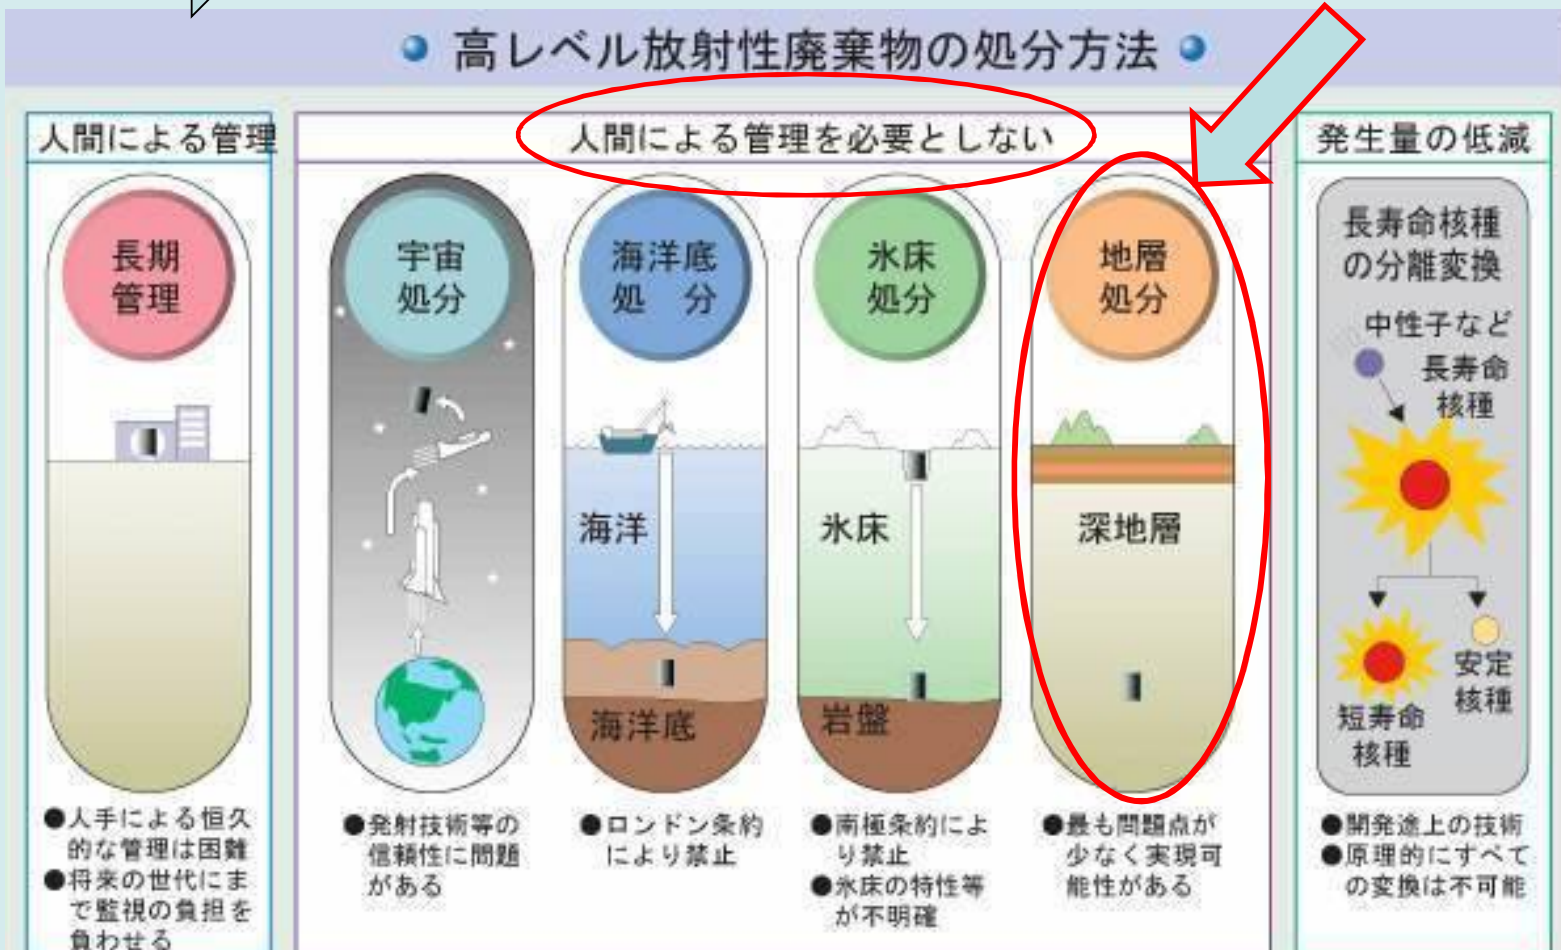 高レベル放射性廃棄物の処分方法
人間による管理
長期
管理
●人手による恒久
的な管理は困難
●将来の世代にま
で監視の負担を
負わせる
人間による管理を必要としない
宇宙
処分
●発射技術等の
信頼性に問題
がある
海洋底
処 分
海洋
海洋底
●ロンドン条約
により禁止
氷床
処分
氷床
岩盤
●南極条約によ
り禁止
●氷床の特性等
が不明確
地層
処分
深地層
●最も問題点が
少なく実現可
能性がある
発生量の低減
長寿命核種
の分離変換
中性子など
長寿命
核種
短寿命
核種
安定
核種
●開発途上の技術
●原理的にすべて
の変換は不可能